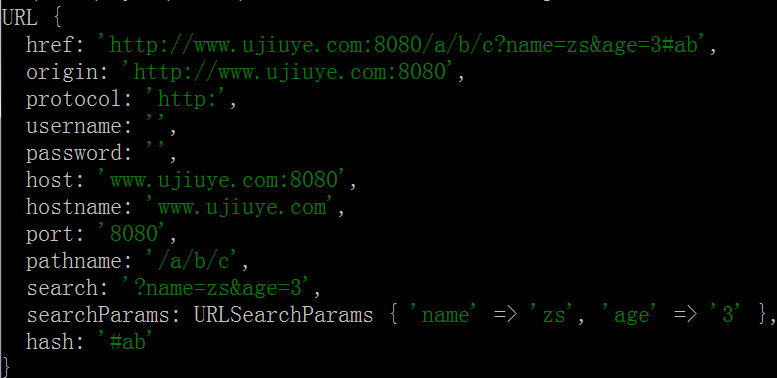 URL {
  href: 'http://www.ujiuye.com:8080/a/b/c?name=zs&age=3#ab',
  origin: 'http://www.ujiuye.com:8080',
  protocol: 'http:',
  username: '',
  password: '',
  host: 'www.ujiuye.com:8080',
  hostname: 'www.ujiuye.com',
  port: '8080',
  pathname: '/a/b/c',
  search: '?name=zs&age=3',
  searchParams: URLSearchParams { 'name' => 'zs', 'age' => '3' },
  hash: '#ab'
}